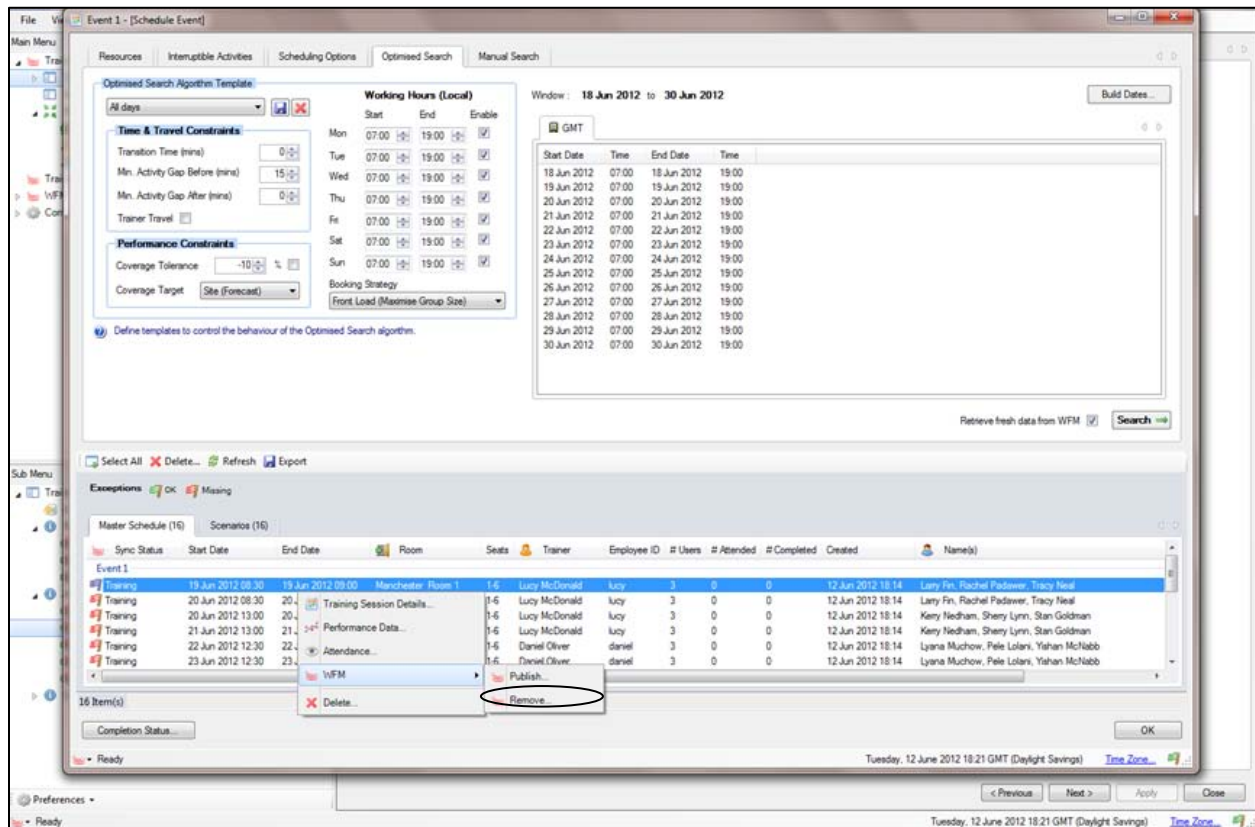 File Vi Event 1 - [Schedule Event]
Main Menu
Trai
Resources Interruptible Activities Scheduling Options Optimised Search Manual Search
Optimised Search Algorithm Template
All days
Working Hours (Local)
Start End Enable
Window : 18 Jun 2012 to 30 Jun 2012
Build Dates...
GMT
Time & Travel Constraints
Transition Time (mins) 0
Min. Activity Gap Before (mins) 15
Min. Activity Gap After (mins) 0
Trainer Travel
Performance Constraints
Coverage Tolerance -10 %
Coverage Target Site (Forecast)
Mon 07:00 19:00
Tue 07:00 19:00
Wed 07:00 19:00
Thu 07:00 19:00
Fri 07:00 19:00
Sat 07:00 19:00
Sun 07:00 19:00
Booking Strategy
Front Load (Maximise Group Size)
Define templates to control the behaviour of the Optimised Search algorithm.
Start Date Time End Date Time
18 Jun 2012 07:00 18 Jun 2012 19:00
19 Jun 2012 07:00 19 Jun 2012 19:00
20 Jun 2012 07:00 20 Jun 2012 19:00
21 Jun 2012 07:00 21 Jun 2012 19:00
22 Jun 2012 07:00 22 Jun 2012 19:00
23 Jun 2012 07:00 23 Jun 2012 19:00
24 Jun 2012 07:00 24 Jun 2012 19:00
25 Jun 2012 07:00 25 Jun 2012 19:00
26 Jun 2012 07:00 26 Jun 2012 19:00
27 Jun 2012 07:00 27 Jun 2012 19:00
28 Jun 2012 07:00 28 Jun 2012 19:00
29 Jun 2012 07:00 29 Jun 2012 19:00
30 Jun 2012 07:00 30 Jun 2012 19:00
Trai
WFM
Con
Retrieve fresh data from WFM Search
Select All Delete... Refresh Export
Sub Menu
Trai
Exceptions OK Missing
Master Schedule (16) Scenarios (16)
Sync Status Start Date End Date Room Seats Trainer Employee ID # Users # Attended # Completed Created Name(s)
Event 1
Training 19 Jun 2012 08:30 19 Jun 2012 09:00 Manchester Room 1 1-6 Lucy McDonald lucy 3 0 0 12 Jun 2012 18:14 Larry Fin, Rachel Padawer, Tracy Neal
Training 20 Jun 2012 08:30 20 1-6 Lucy McDonald lucy 3 0 0 12 Jun 2012 18:14 Larry Fin, Rachel Padawer, Tracy Neal
Training 20 Jun 2012 13:00 20 1-6 Lucy McDonald lucy 3 0 0 12 Jun 2012 18:14 Kerry Nedham, Sherry Lynn, Stan Goldman
Training 21 Jun 2012 13:00 21 1-6 Lucy McDonald lucy 3 0 0 12 Jun 2012 18:14 Kerry Nedham, Sherry Lynn, Stan Goldman
Training 22 Jun 2012 12:30 22 1-6 Daniel Oliver daniel 3 0 0 12 Jun 2012 18:14 Lyana Muchow, Pele Lolani, Yishan McNabb
Training 23 Jun 2012 12:30 23 1-6 Daniel Oliver daniel 3 0 0 12 Jun 2012 18:14 Lyana Muchow, Pele Lolani, Yishan McNabb
Training Session Details...
Performance Data...
Attendance...
WFM
Delete...
Publish...
Remove...
16 Item(s)
Completion Status... OK
Ready Tuesday, 12 June 2012 18:21 GMT (Daylight Savings) Time Zone...
Preferences
< Previous Next > Apply Close
Ready Tuesday, 12 June 2012 18:21 GMT (Daylight Savings) Time Zone...